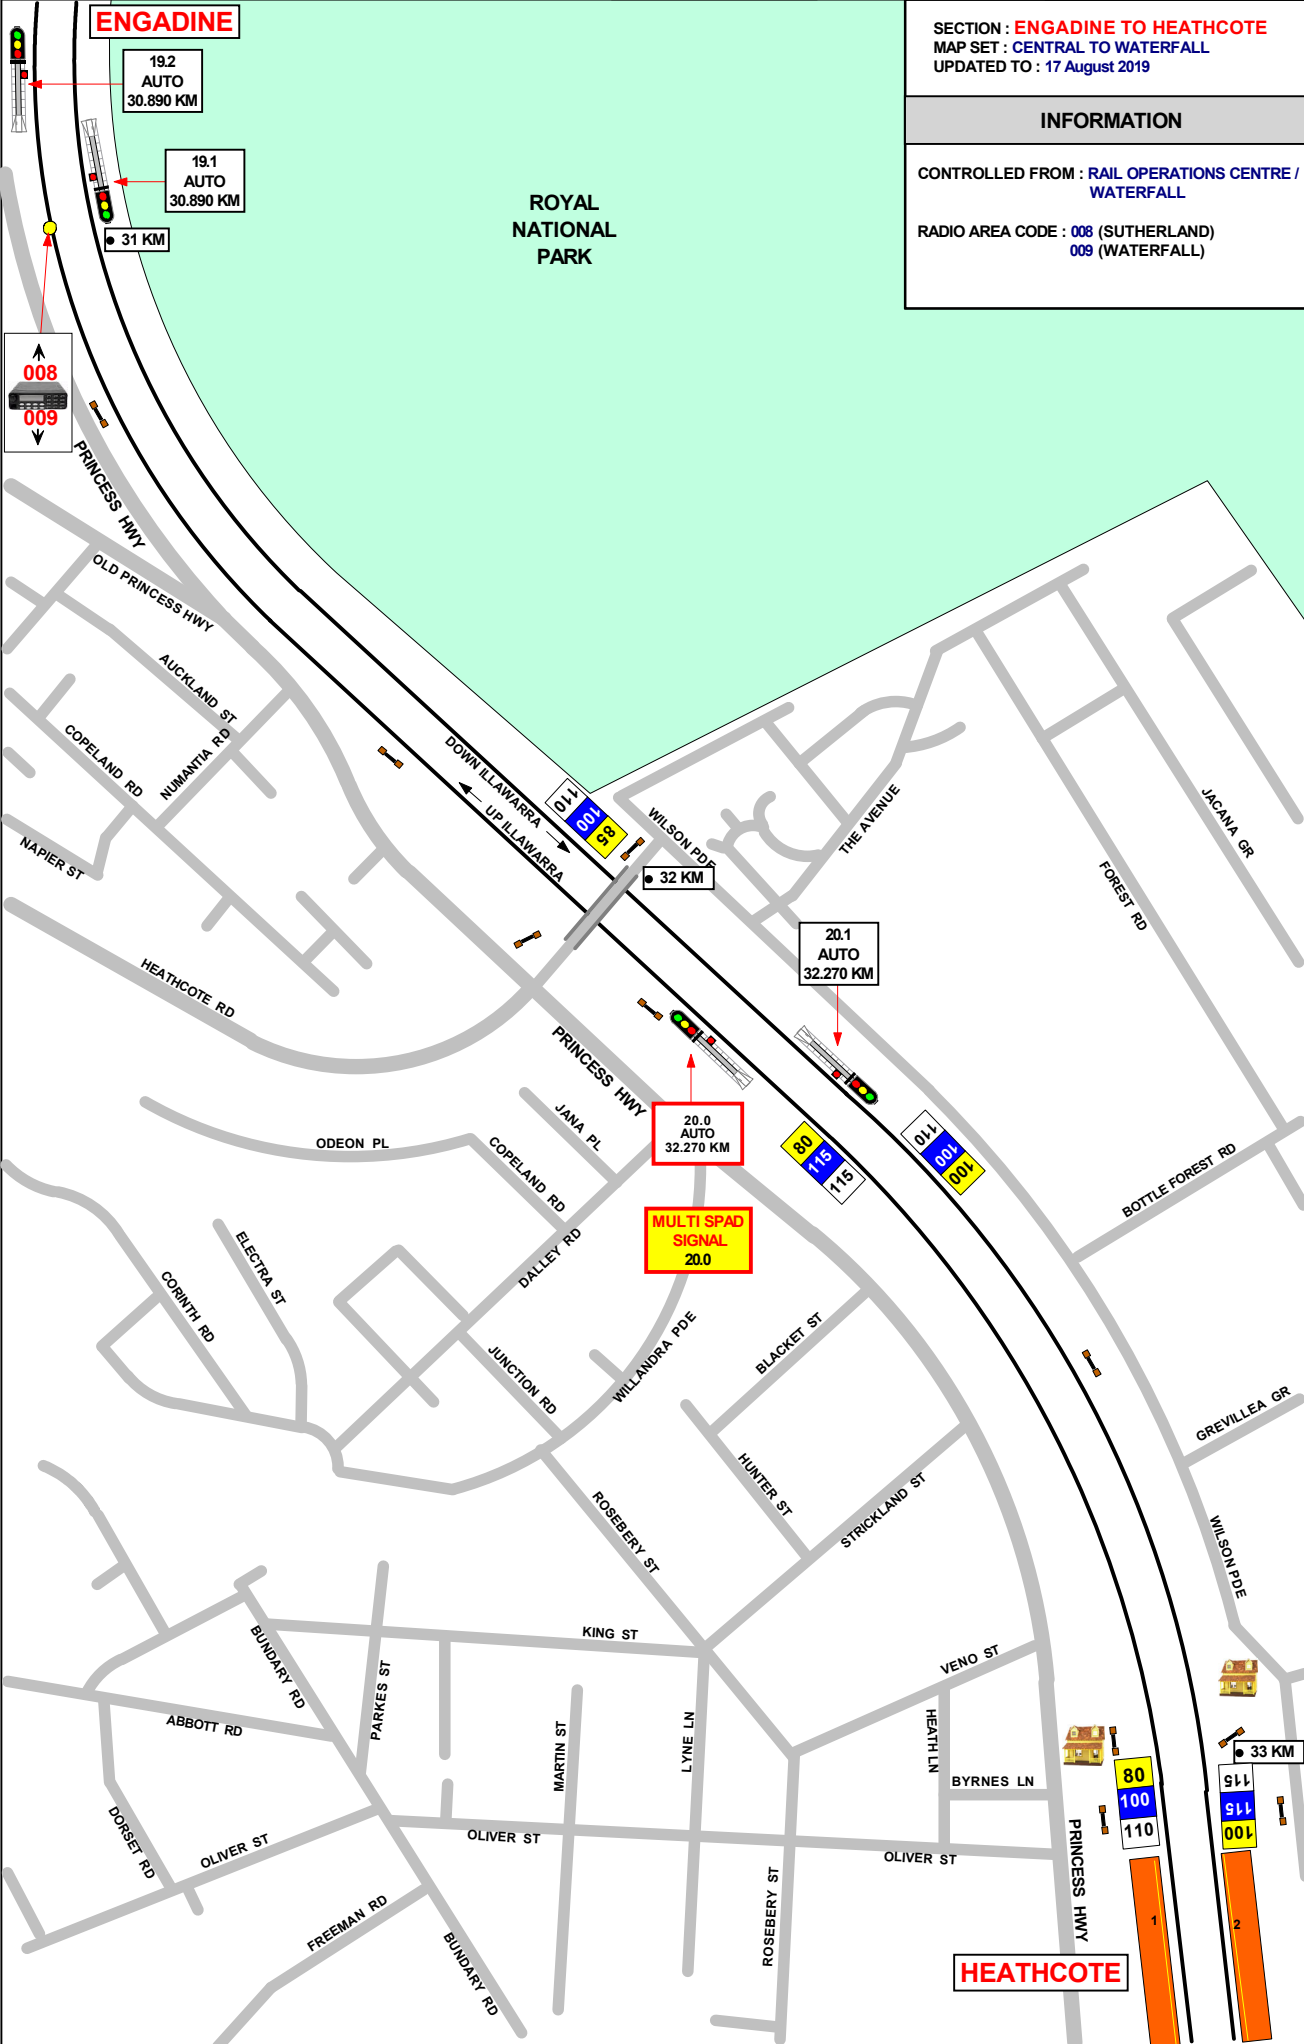 ENGADINE
SECTION : ENGADINE TO HEATHCOTE
MAP SET : CENTRAL TO WATERFALL
UPDATED TO : 17 August 2019
INFORMATION
CONTROLLED FROM : RAIL OPERATIONS CENTRE /
WATERFALL
RADIO AREA CODE : 008 (SUTHERLAND)
009 (WATERFALL)
19.2
AUTO
30.890 KM
19.1
AUTO
30.890 KM
31 KM
ROYAL
NATIONAL
PARK
008
009
PRINCESS HWY
OLD PRINCESS HWY
AUCKLAND ST
NUMANTIA RD
COPELAND RD
NAPIER ST
HEATHCOTE RD
DOWN ILLAWARRA
UP ILLAWARRA
110
100
85
WILSON PDE
32 KM
THE AVENUE
JACANA GR
FOREST RD
20.1
AUTO
32.270 KM
PRINCESS HWY
20.0
AUTO
32.270 KM
MULTI SPAD
SIGNAL
20.0
80
115
115
110
100
100
BOTTLE FOREST RD
ODEON PL
JANA PL
COPELAND RD
DALLEY RD
ELECTRA ST
CORINTH RD
JUNCTION RD
WILLANDRA PDE
BLACKET ST
HUNTER ST
STRICKLAND ST
GREVILLEA GR
WILSON PDE
ROSEBERY ST
KING ST
VENO ST
BUNDARY RD
PARKES ST
ABBOTT RD
MARTIN ST
LYNE LN
HEATH LN
BYRNES LN
33 KM
80
100
110
115
115
100
DORSET RD
OLIVER ST
OLIVER ST
OLIVER ST
FREEMAN RD
BUNDARY RD
ROSEBERY ST
PRINCESS HWY
1
2
HEATHCOTE